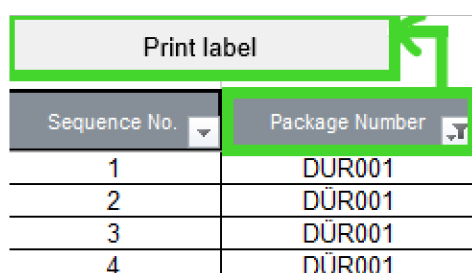 Print label
Sequence No. Package Number
1 DUR001
2 DÜR001
3 DÜR001
4 DÜR001